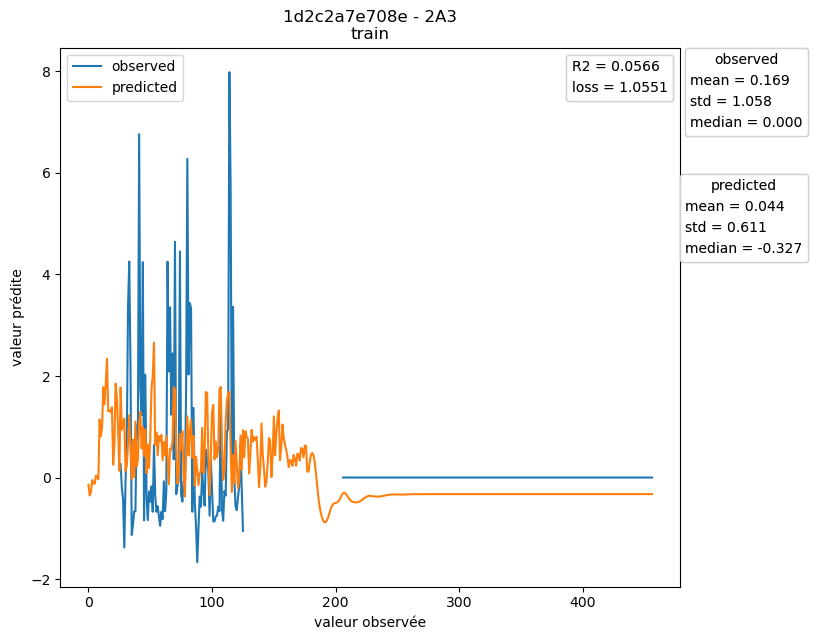 1d2c2a7e708e - 2A3
train
observed
predicted
R2 = 0.0566
loss = 1.0551
observed
mean = 0.169
std = 1.058
median = 0.000
predicted
mean = 0.044
std = 0.611
median = -0.327
8
6
4
2
0
−2
valeur prédite
0
100
200
300
400
valeur observée